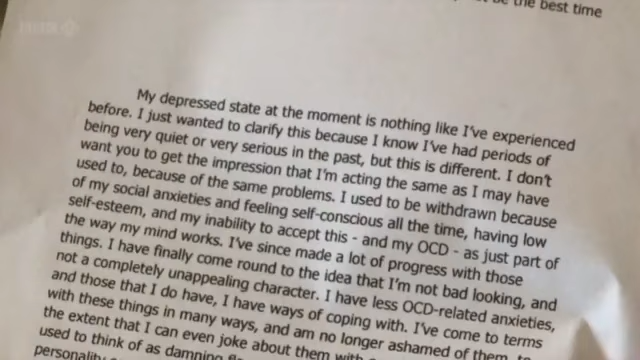 BBC
be the best time
My depressed state at the moment is nothing like I've experienced
before. I just wanted to clarify this because I know I've had periods of
being very quiet or very serious in the past, but this is different. I don't
want you to get the impression that I'm acting the same as I may have
used to, because of the same problems. I used to be withdrawn because
of my social anxieties and feeling self-conscious all the time, having low
self-esteem, and my inability to accept this - and my OCD - as just part of
the way my mind works. I've since made a lot of progress with those
things. I have finally come round to the idea that I'm not bad looking, and
not a completely unappealing character. I have less OCD-related anxieties,
and those that I do have, I have ways of coping with. I've come to terms
with these things in many ways, and am no longer ashamed of them, to
the extent that I can even joke about them with
used to think of as damning
personality